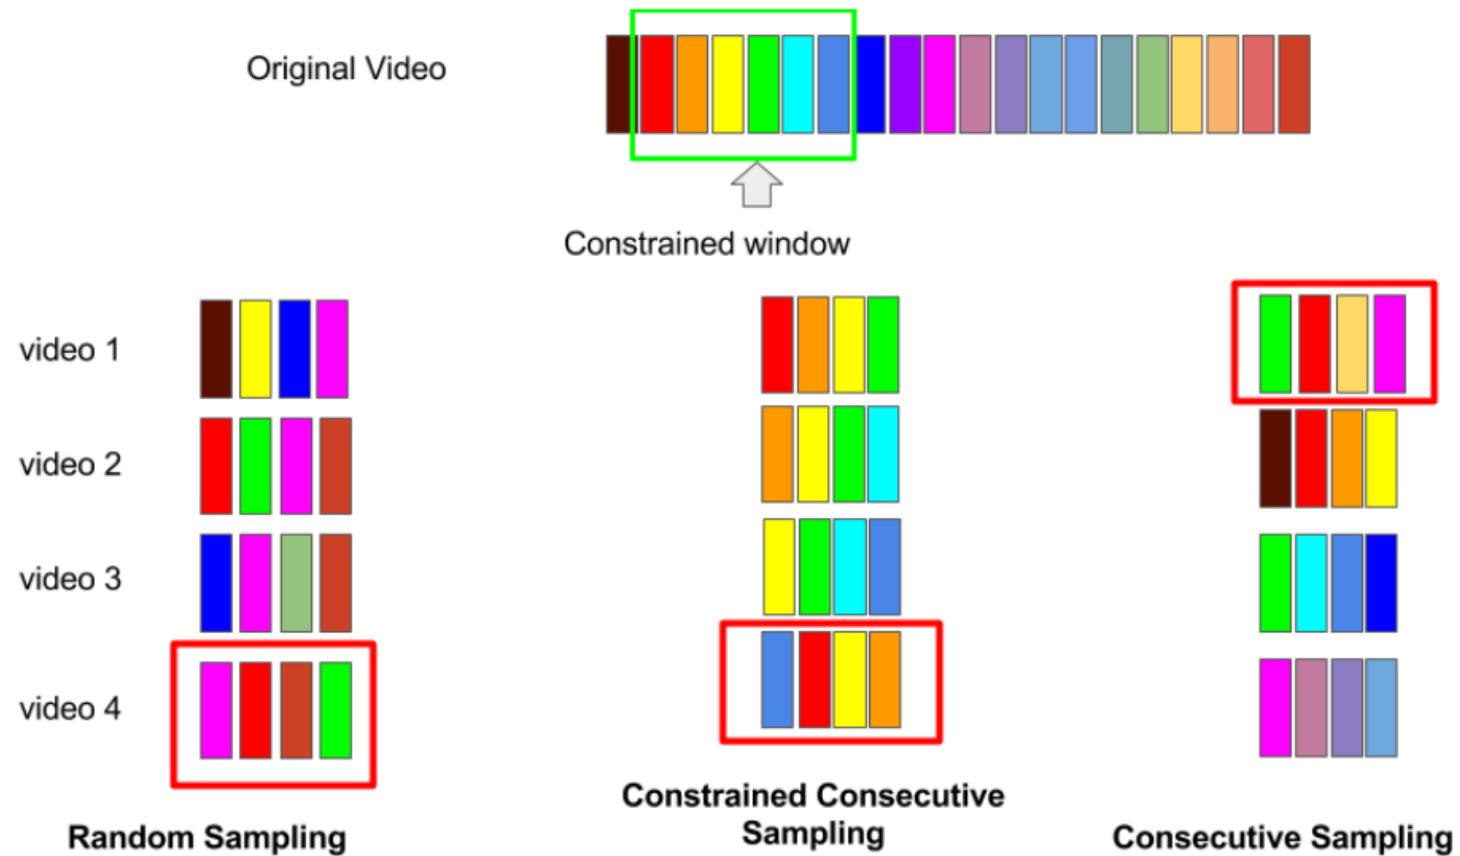 Original Video
Constrained window
video 1
video 2
video 3
video 4
Random Sampling
Constrained Consecutive
Sampling
Consecutive Sampling